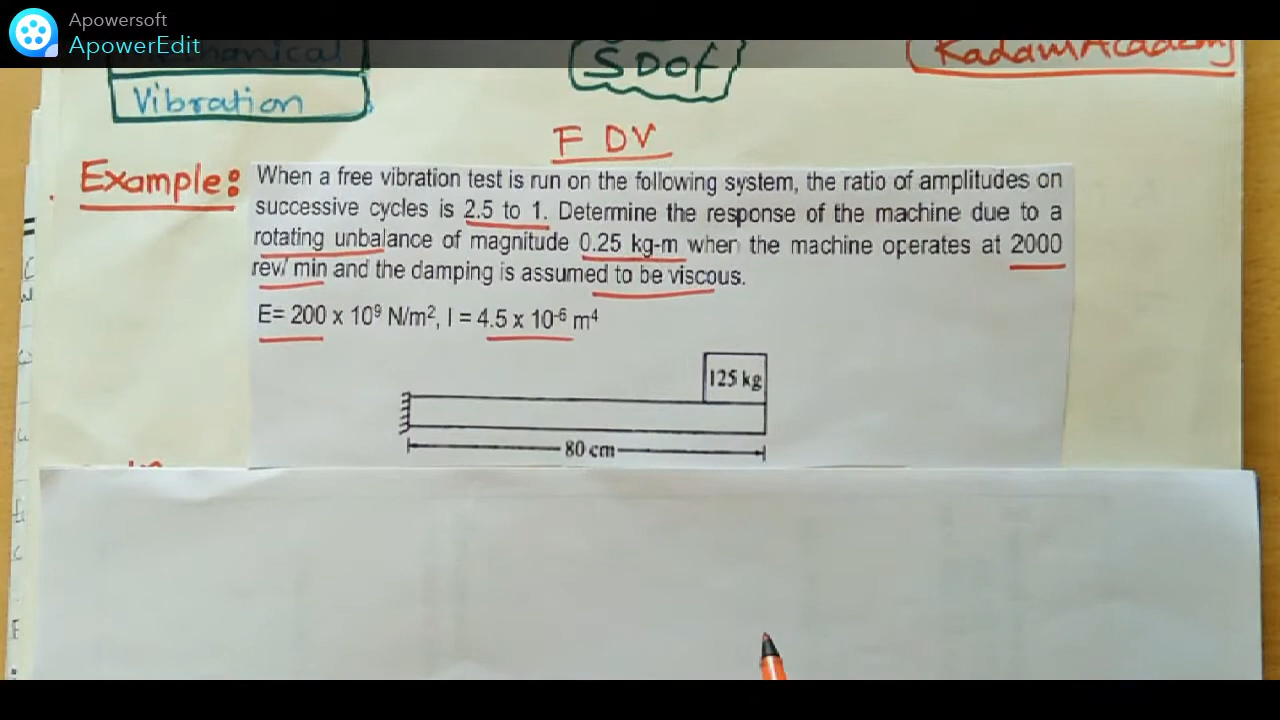 Apowersoft
ApowerEdit
Mechanical
SDOF
KadamAcademy
Vibration
F DV
Example:
When a free vibration test is run on the following system, the ratio of amplitudes on
successive cycles is 2.5 to 1. Determine the response of the machine due to a
rotating unbalance of magnitude 0.25 kg-m when the machine operates at 2000
rev/ min and the damping is assumed to be viscous.
E= 200 x 10⁹ N/m², I = 4.5 x 10⁻⁶ m⁴
125 kg
80 cm